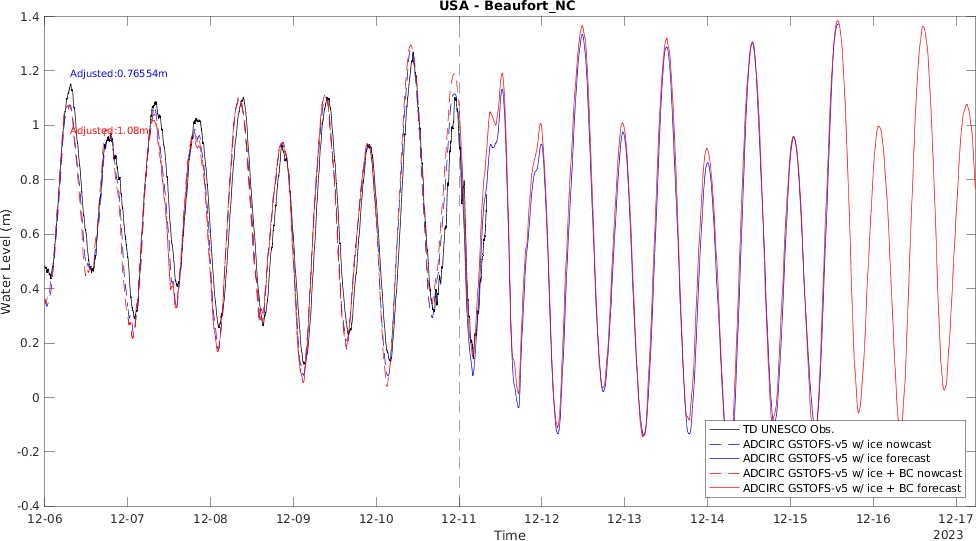 USA - Beaufort_NC
1.4
1.2
1
0.8
0.6
0.4
0.2
0
-0.2
-0.4
Water Level (m)
Adjusted:0.76554m
Adjusted:1.08m
TD UNESCO Obs.
ADCIRC GSTOFS-v5 w/ ice nowcast
ADCIRC GSTOFS-v5 w/ ice forecast
ADCIRC GSTOFS-v5 w/ ice + BC nowcast
ADCIRC GSTOFS-v5 w/ ice + BC forecast
12-06 12-07 12-08 12-09 12-10 12-11 12-12 12-13 12-14 12-15 12-16 12-17
2023
Time